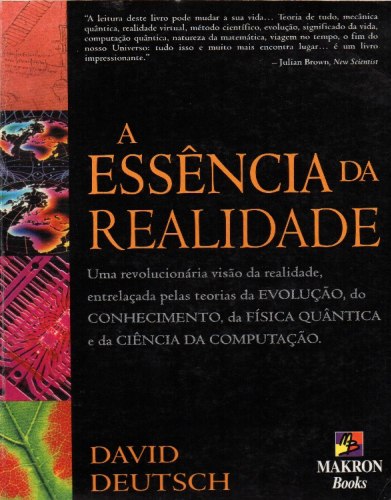 “A leitura deste livro pode mudar a sua vida... Teoria de tudo, mecânica
quântica, realidade virtual, método científico, evolução, significado da vida,
computação quântica, natureza da matemática, viagem no tempo, o fim do
nosso Universo: tudo isso e muito mais encontra lugar... é um livro
impressionante.”
– Julian Brown, New Scientist
A
ESSÊNCIA DA
REALIDADE
Uma revolucionária visão da realidade,
entrelaçada pelas teorias da EVOLUÇÃO, do
CONHECIMENTO, da FÍSICA QUÂNTICA
e da CIÊNCIA DA COMPUTAÇÃO.
DAVID
DEUTSCH
MB
MAKRON
Books